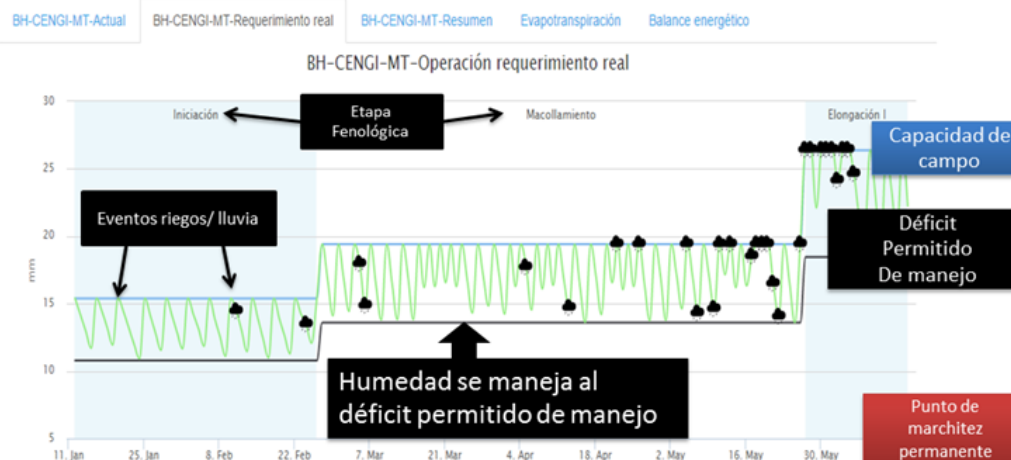 BH-CENGI-MT-Actual BH-CENGI-MT-Requerimiento real BH-CENGI-MT-Resumen Evapotranspiración Balance energético
BH-CENGI-MT-Operación requerimiento real
30
Iniciación
Etapa
Fenológica
Macollamiento
Elongación I
Capacidad de
campo
25
Eventos riegos/ lluvia
20
Déficit
Permitido
De manejo
mm
15
10
Humedad se maneja al
déficit permitido de manejo
Punto de
marchitez
permanente
5
11. Jan 25. Jan 8. Feb 22. Feb 7. Mar 21. Mar 4. Apr 18. Apr 2. May 16. May 30. May